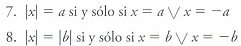 7. |x| = a si y sólo si x = a ∨ x = −a
8. |x| = |b| si y sólo si x = b ∨ x = −b